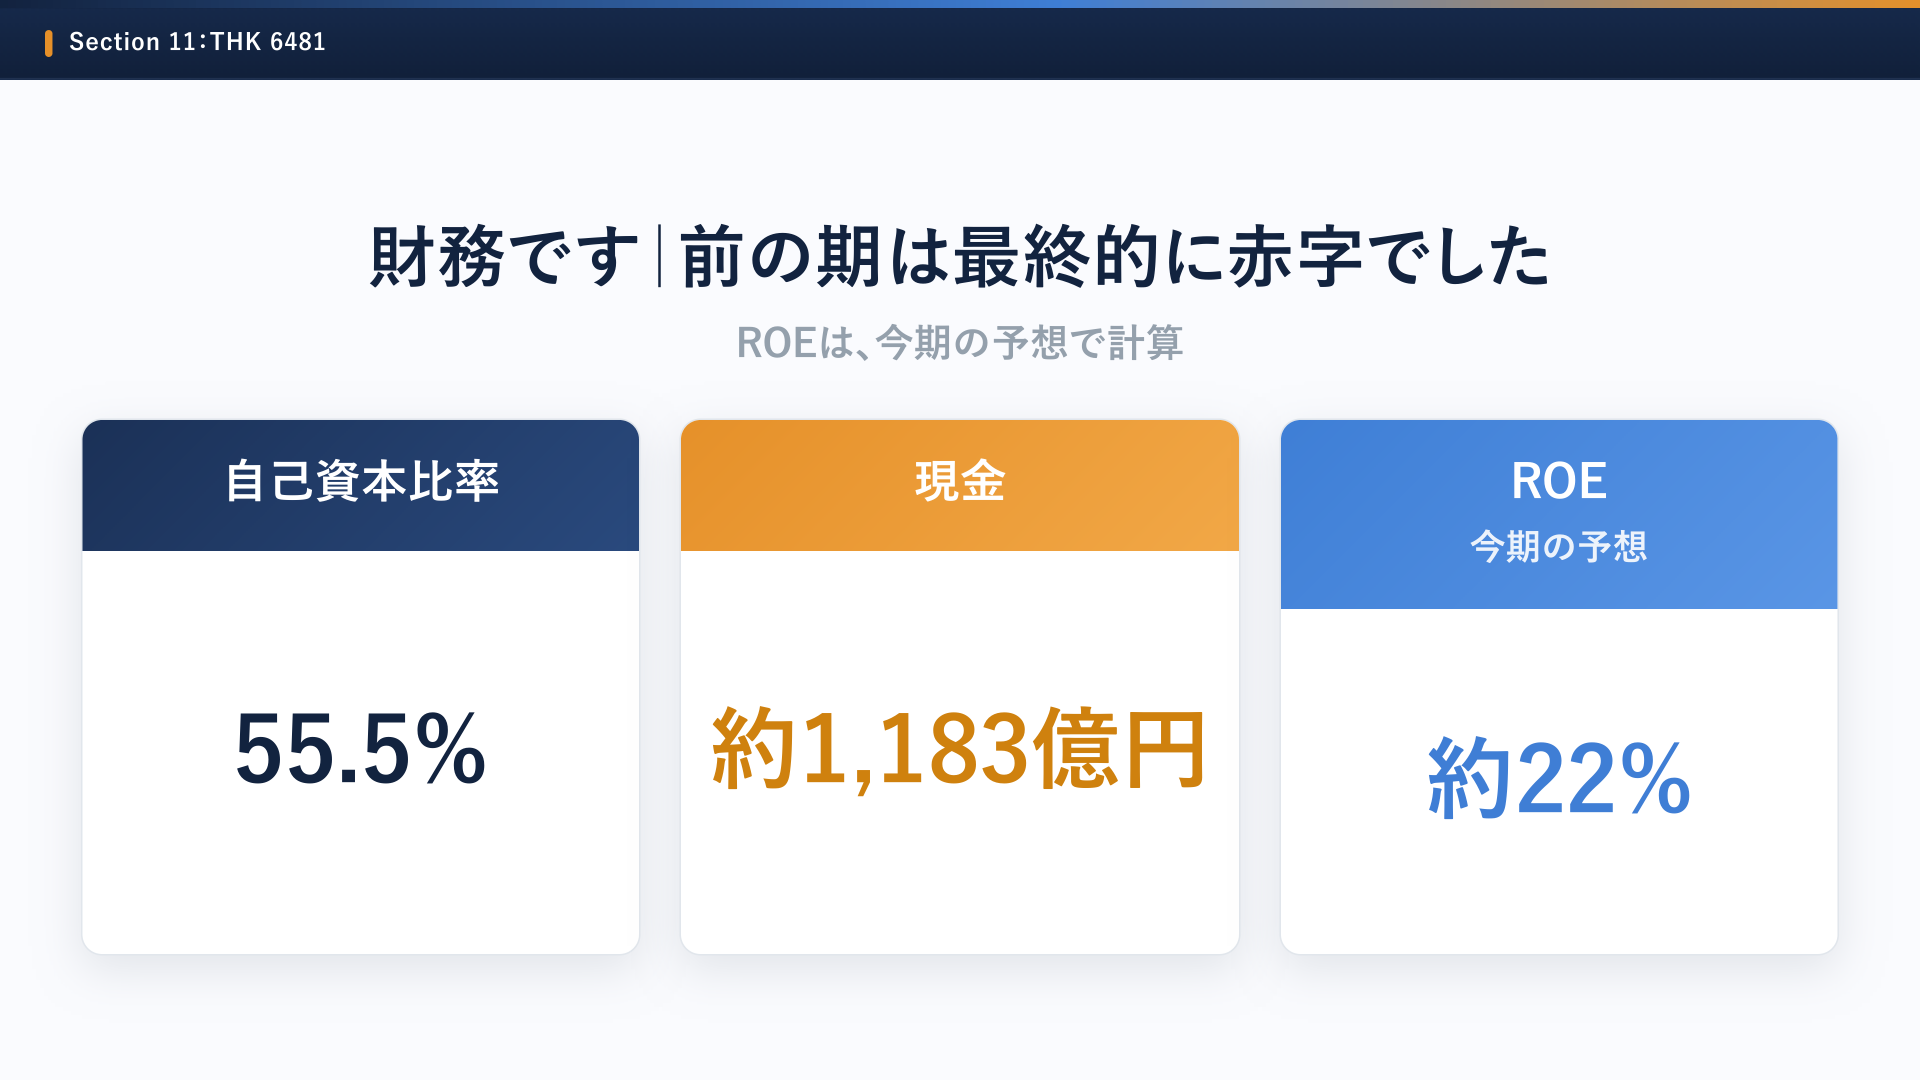 Section 11：THK 6481
財務です｜前の期は最終的に赤字でした
ROEは、今期の予想で計算
自己資本比率
55.5%
現金
約1,183億円
ROE
今期の予想
約22%